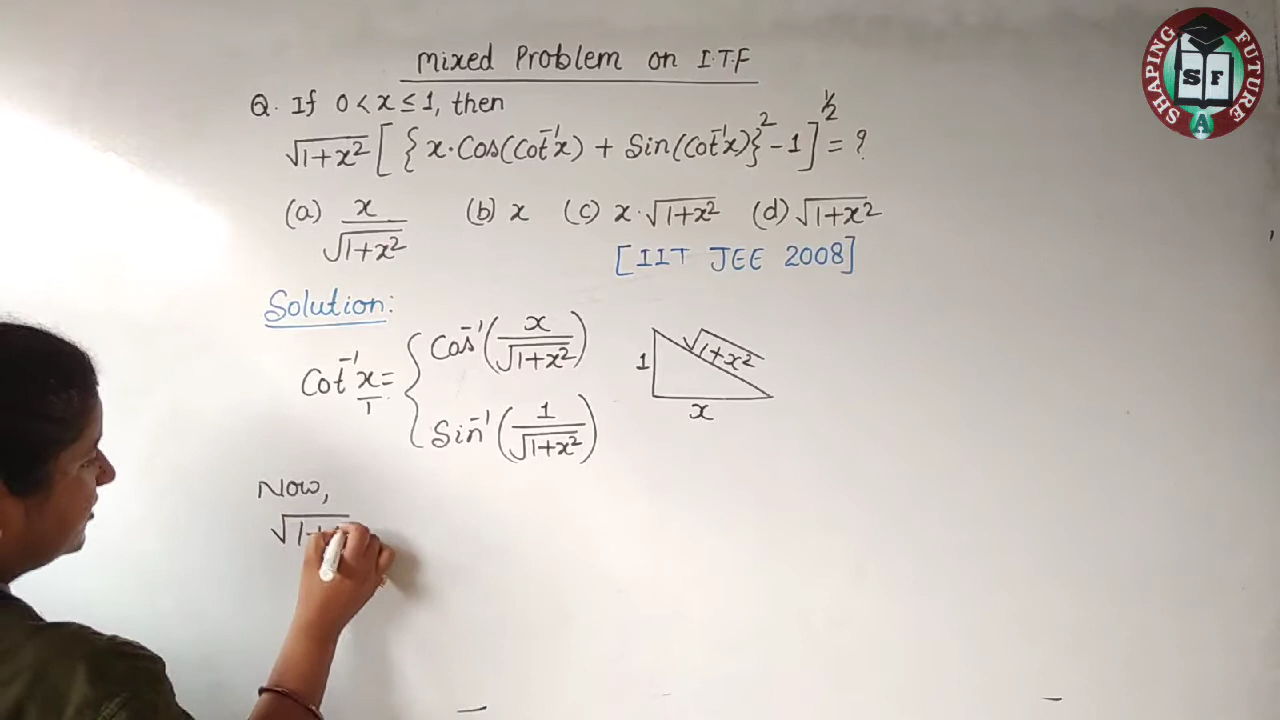 Mixed Problem on I.T.F
Q. If 0 < x ≤ 1, then
√(1+x²) [ { x·Cos(Cot⁻¹x) + Sin(Cot⁻¹x) }² - 1 ]^(1/2) = ?
(a) x/√(1+x²) (b) x (c) x·√(1+x²) (d) √(1+x²)
[IIT JEE 2008]
Solution:
Cot⁻¹ x/1 = { Cos⁻¹ ( x/√(1+x²) )
Sin⁻¹ ( 1/√(1+x²) )
1 √(1+x²)
x
Now,
√1+
SHAPING FUTURE
S F
A